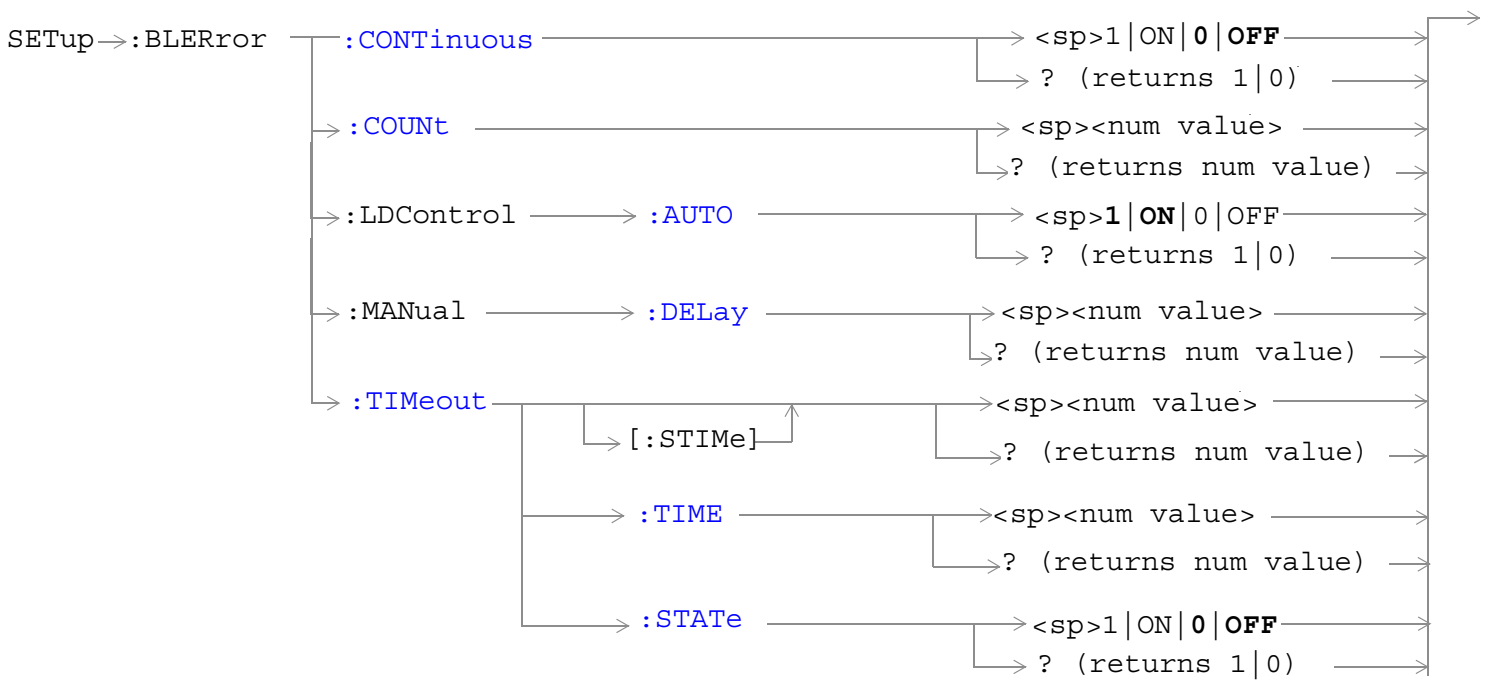 SETup :BLERror :CONTinuous <sp>1|ON|0|OFF
? (returns 1|0)
:COUNt <sp><num value>
? (returns num value)
:LDControl :AUTO <sp>1|ON|0|OFF
? (returns 1|0)
:MANual :DELay <sp><num value>
? (returns num value)
:TIMeout <sp><num value>
[:STIMe]
? (returns num value)
:TIME <sp><num value>
? (returns num value)
:STATe <sp>1|ON|0|OFF
? (returns 1|0)